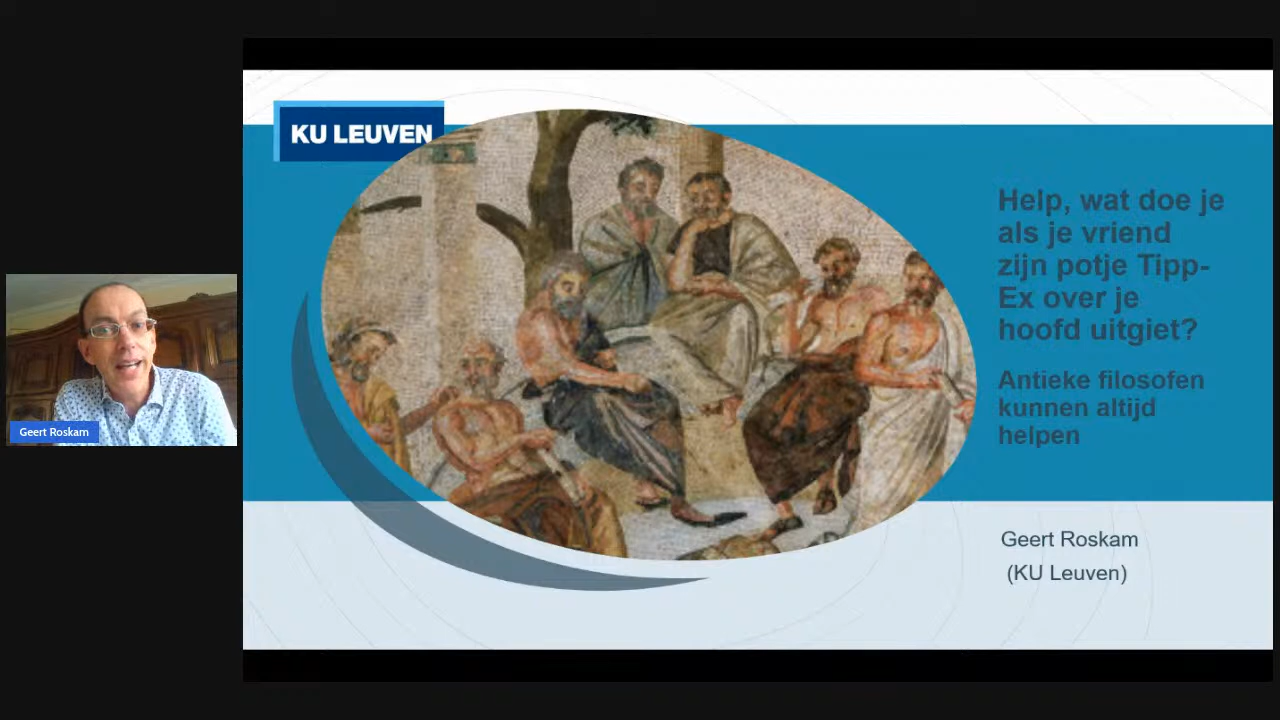 KU LEUVEN
Help, wat doe je
als je vriend
zijn potje Tipp-
Ex over je
hoofd uitgiet?
Antieke filosofen
kunnen altijd
helpen
Geert Roskam
(KU Leuven)
Geert Roskam